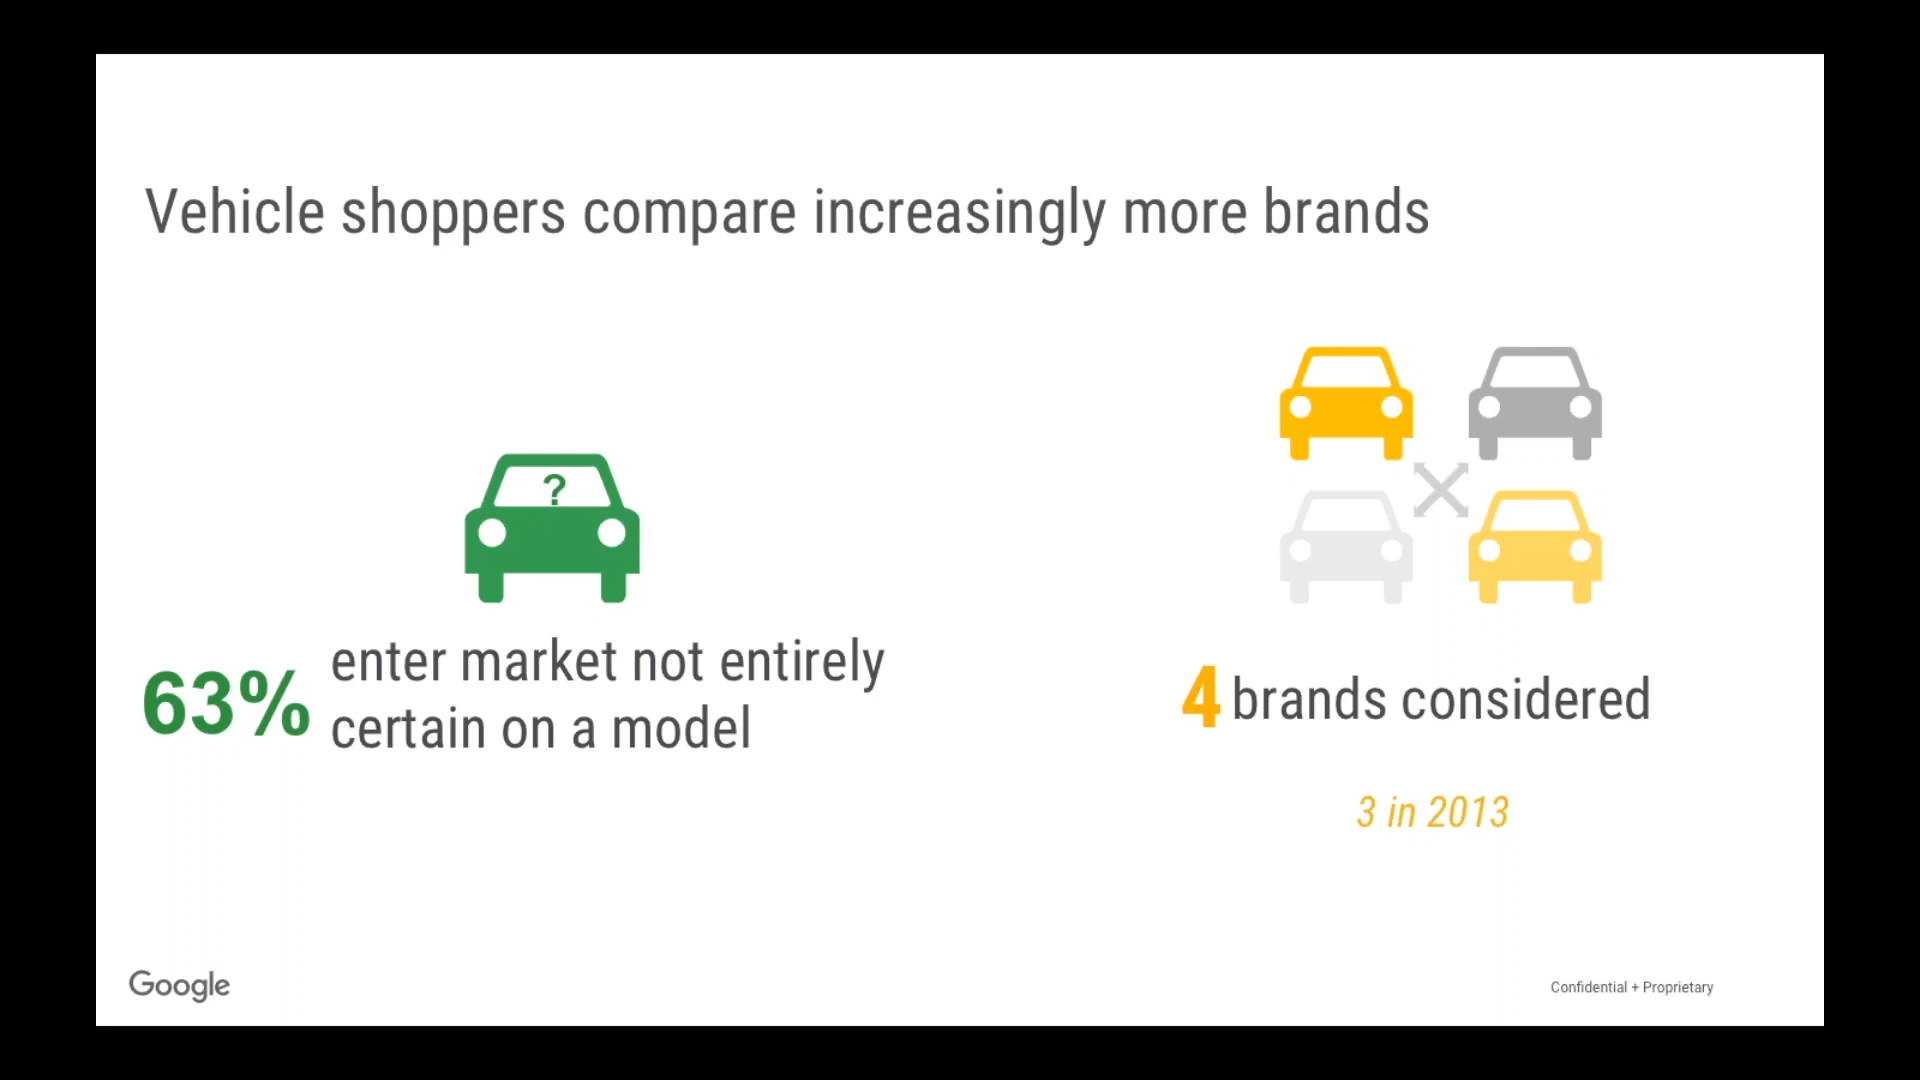 Vehicle shoppers compare increasingly more brands
?
63% enter market not entirely
certain on a model
4 brands considered
3 in 2013
Google
Confidential + Proprietary